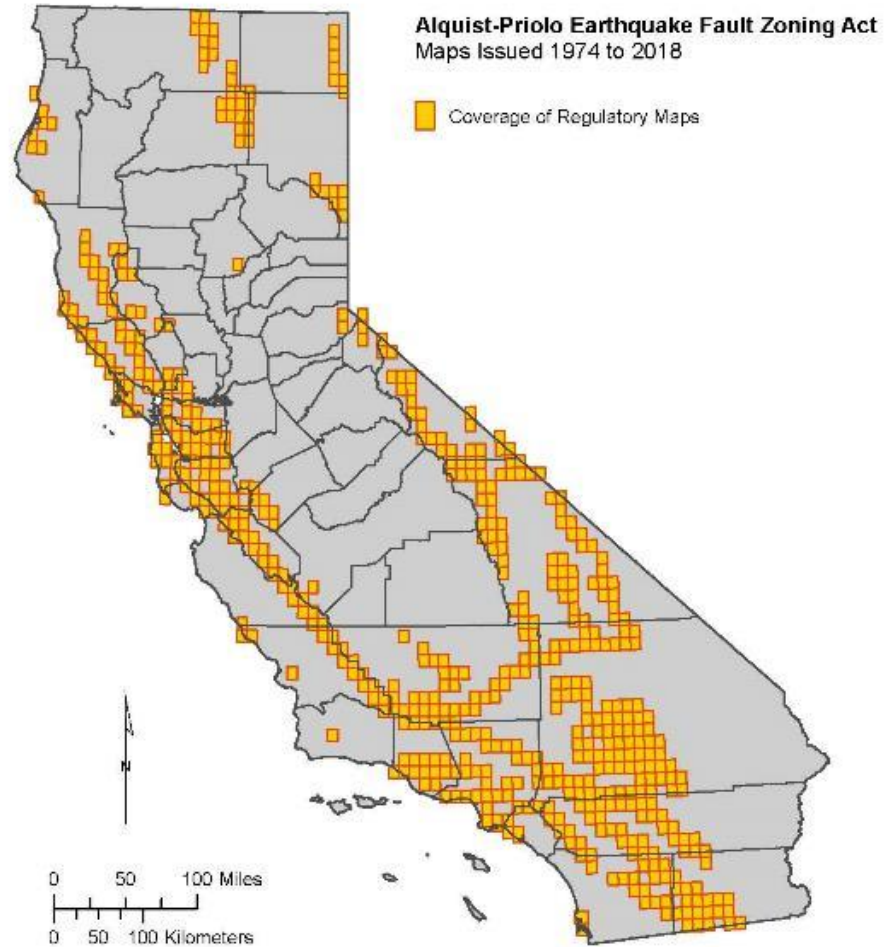 Alquist-Priolo Earthquake Fault Zoning Act
Maps Issued 1974 to 2018
Coverage of Regulatory Maps
N
0 50 100 Miles
0 50 100 Kilometers